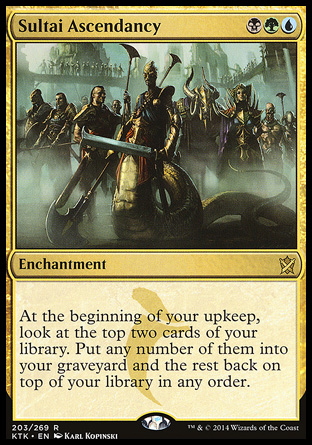 Sultai Ascendancy
Enchantment
At the beginning of your upkeep,
look at the top two cards of your
library. Put any number of them into
your graveyard and the rest back on
top of your library in any order.
203/269 R
KTK • EN Karl Kopinski
™ & © 2014 Wizards of the Coast